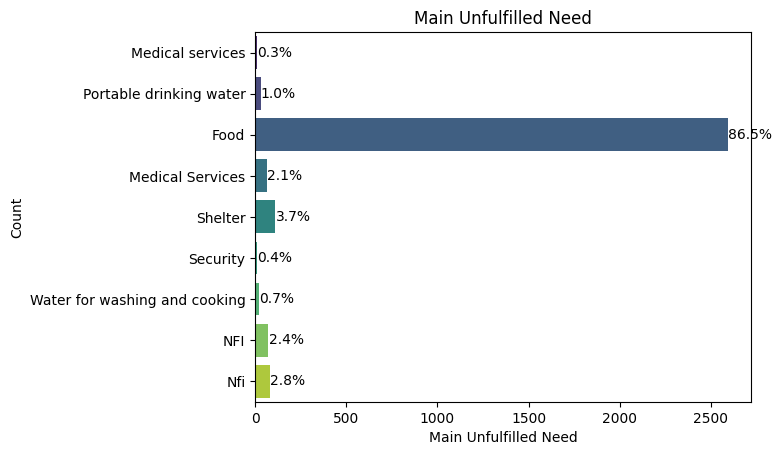 Main Unfulfilled Need
Medical services 0.3%
Portable drinking water 1.0%
Food 86.5%
Medical Services 2.1%
Shelter 3.7%
Security 0.4%
Water for washing and cooking 0.7%
NFI 2.4%
Nfi 2.8%
Count
0 500 1000 1500 2000 2500
Main Unfulfilled Need